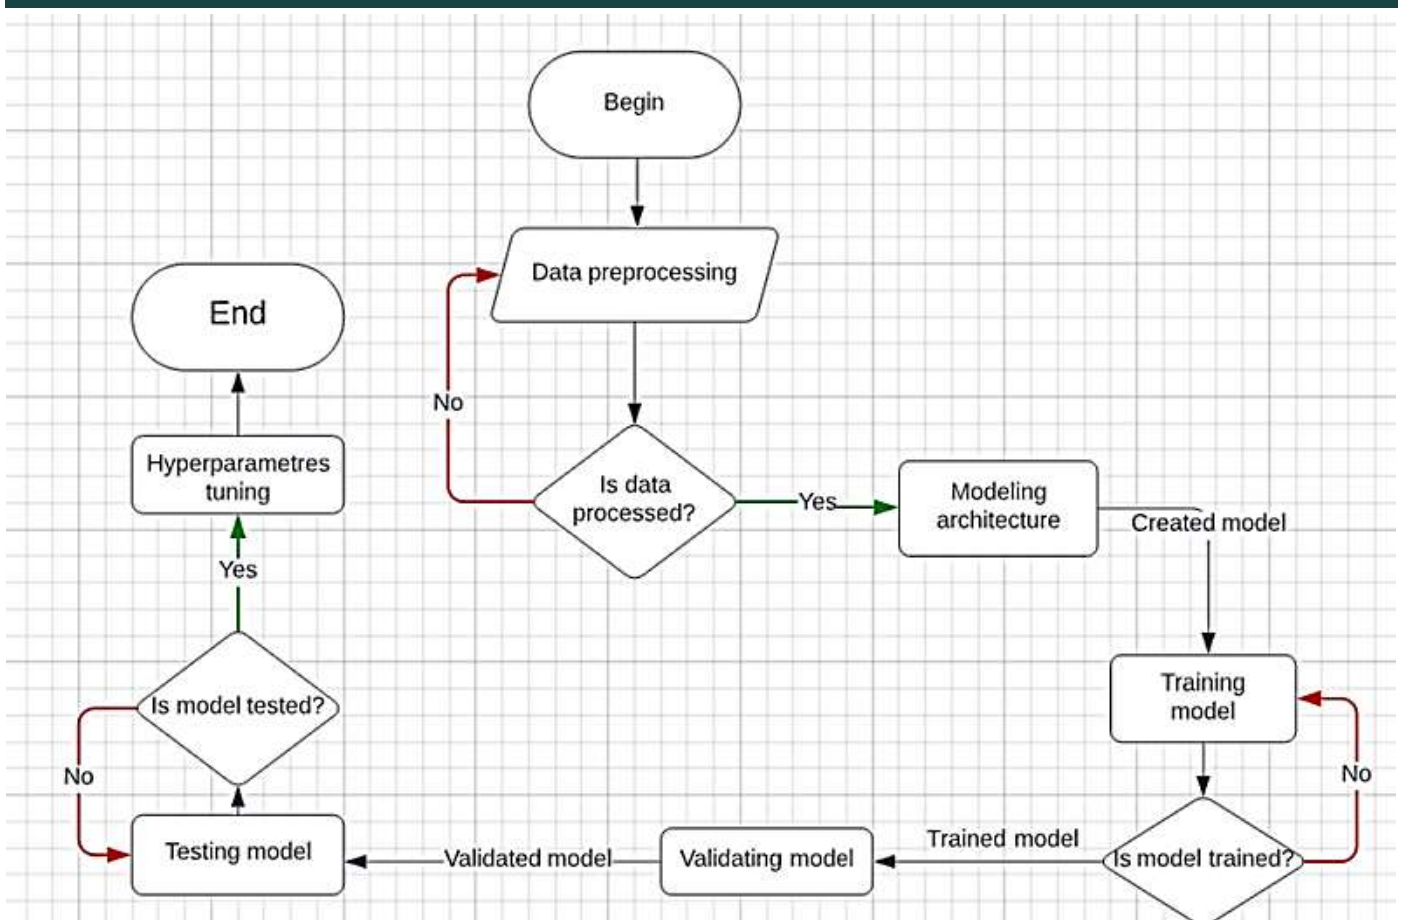 Begin
Data preprocessing
No
Is data
processed?
Yes
Modeling
architecture
Created model
Training
model
No
Is model trained?
Trained model
Validating model
Validated model
Testing model
No
Is model tested?
Yes
Hyperparametres
tuning
End